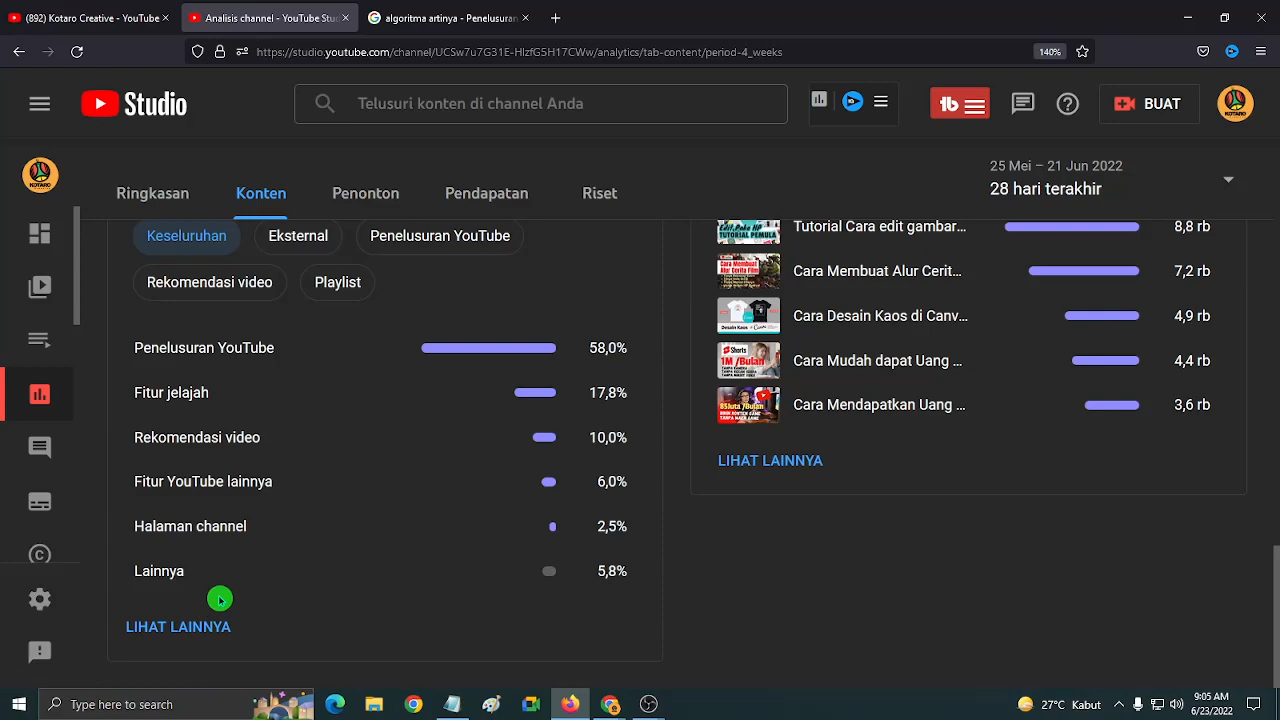 (892) Kotaro Creative - YouTube
Analisis channel - YouTube Stu
algoritma adalah - Penelusuran
https://studio.youtube.com/channel/UCSw7u7G31E-HIzfG5H17CWw/analytics/tab-content/period-4_weeks
140%
Studio
Telusuri konten di channel Anda
BUAT
Ringkasan
Konten
Penonton
Pendapatan
Riset
25 Mei – 21 Jun 2022
28 hari terakhir
Keseluruhan
Eksternal
Penelusuran YouTube
Rekomendasi video
Playlist
Penelusuran YouTube 58,0%
Fitur jelajah 17,8%
Rekomendasi video 10,0%
Fitur YouTube lainnya 6,0%
Halaman channel 2,5%
Lainnya 5,8%
LIHAT LAINNYA
Tutorial Cara edit gambar... 8,8 rb
Cara Membuat Alur Cerit... 7,2 rb
Cara Desain Kaos di Canv... 4,9 rb
Cara Mudah dapat Uang ... 4,4 rb
Cara Mendapatkan Uang ... 3,6 rb
LIHAT LAINNYA
Type here to search
27°C Kabut
9:05 AM
6/23/2022